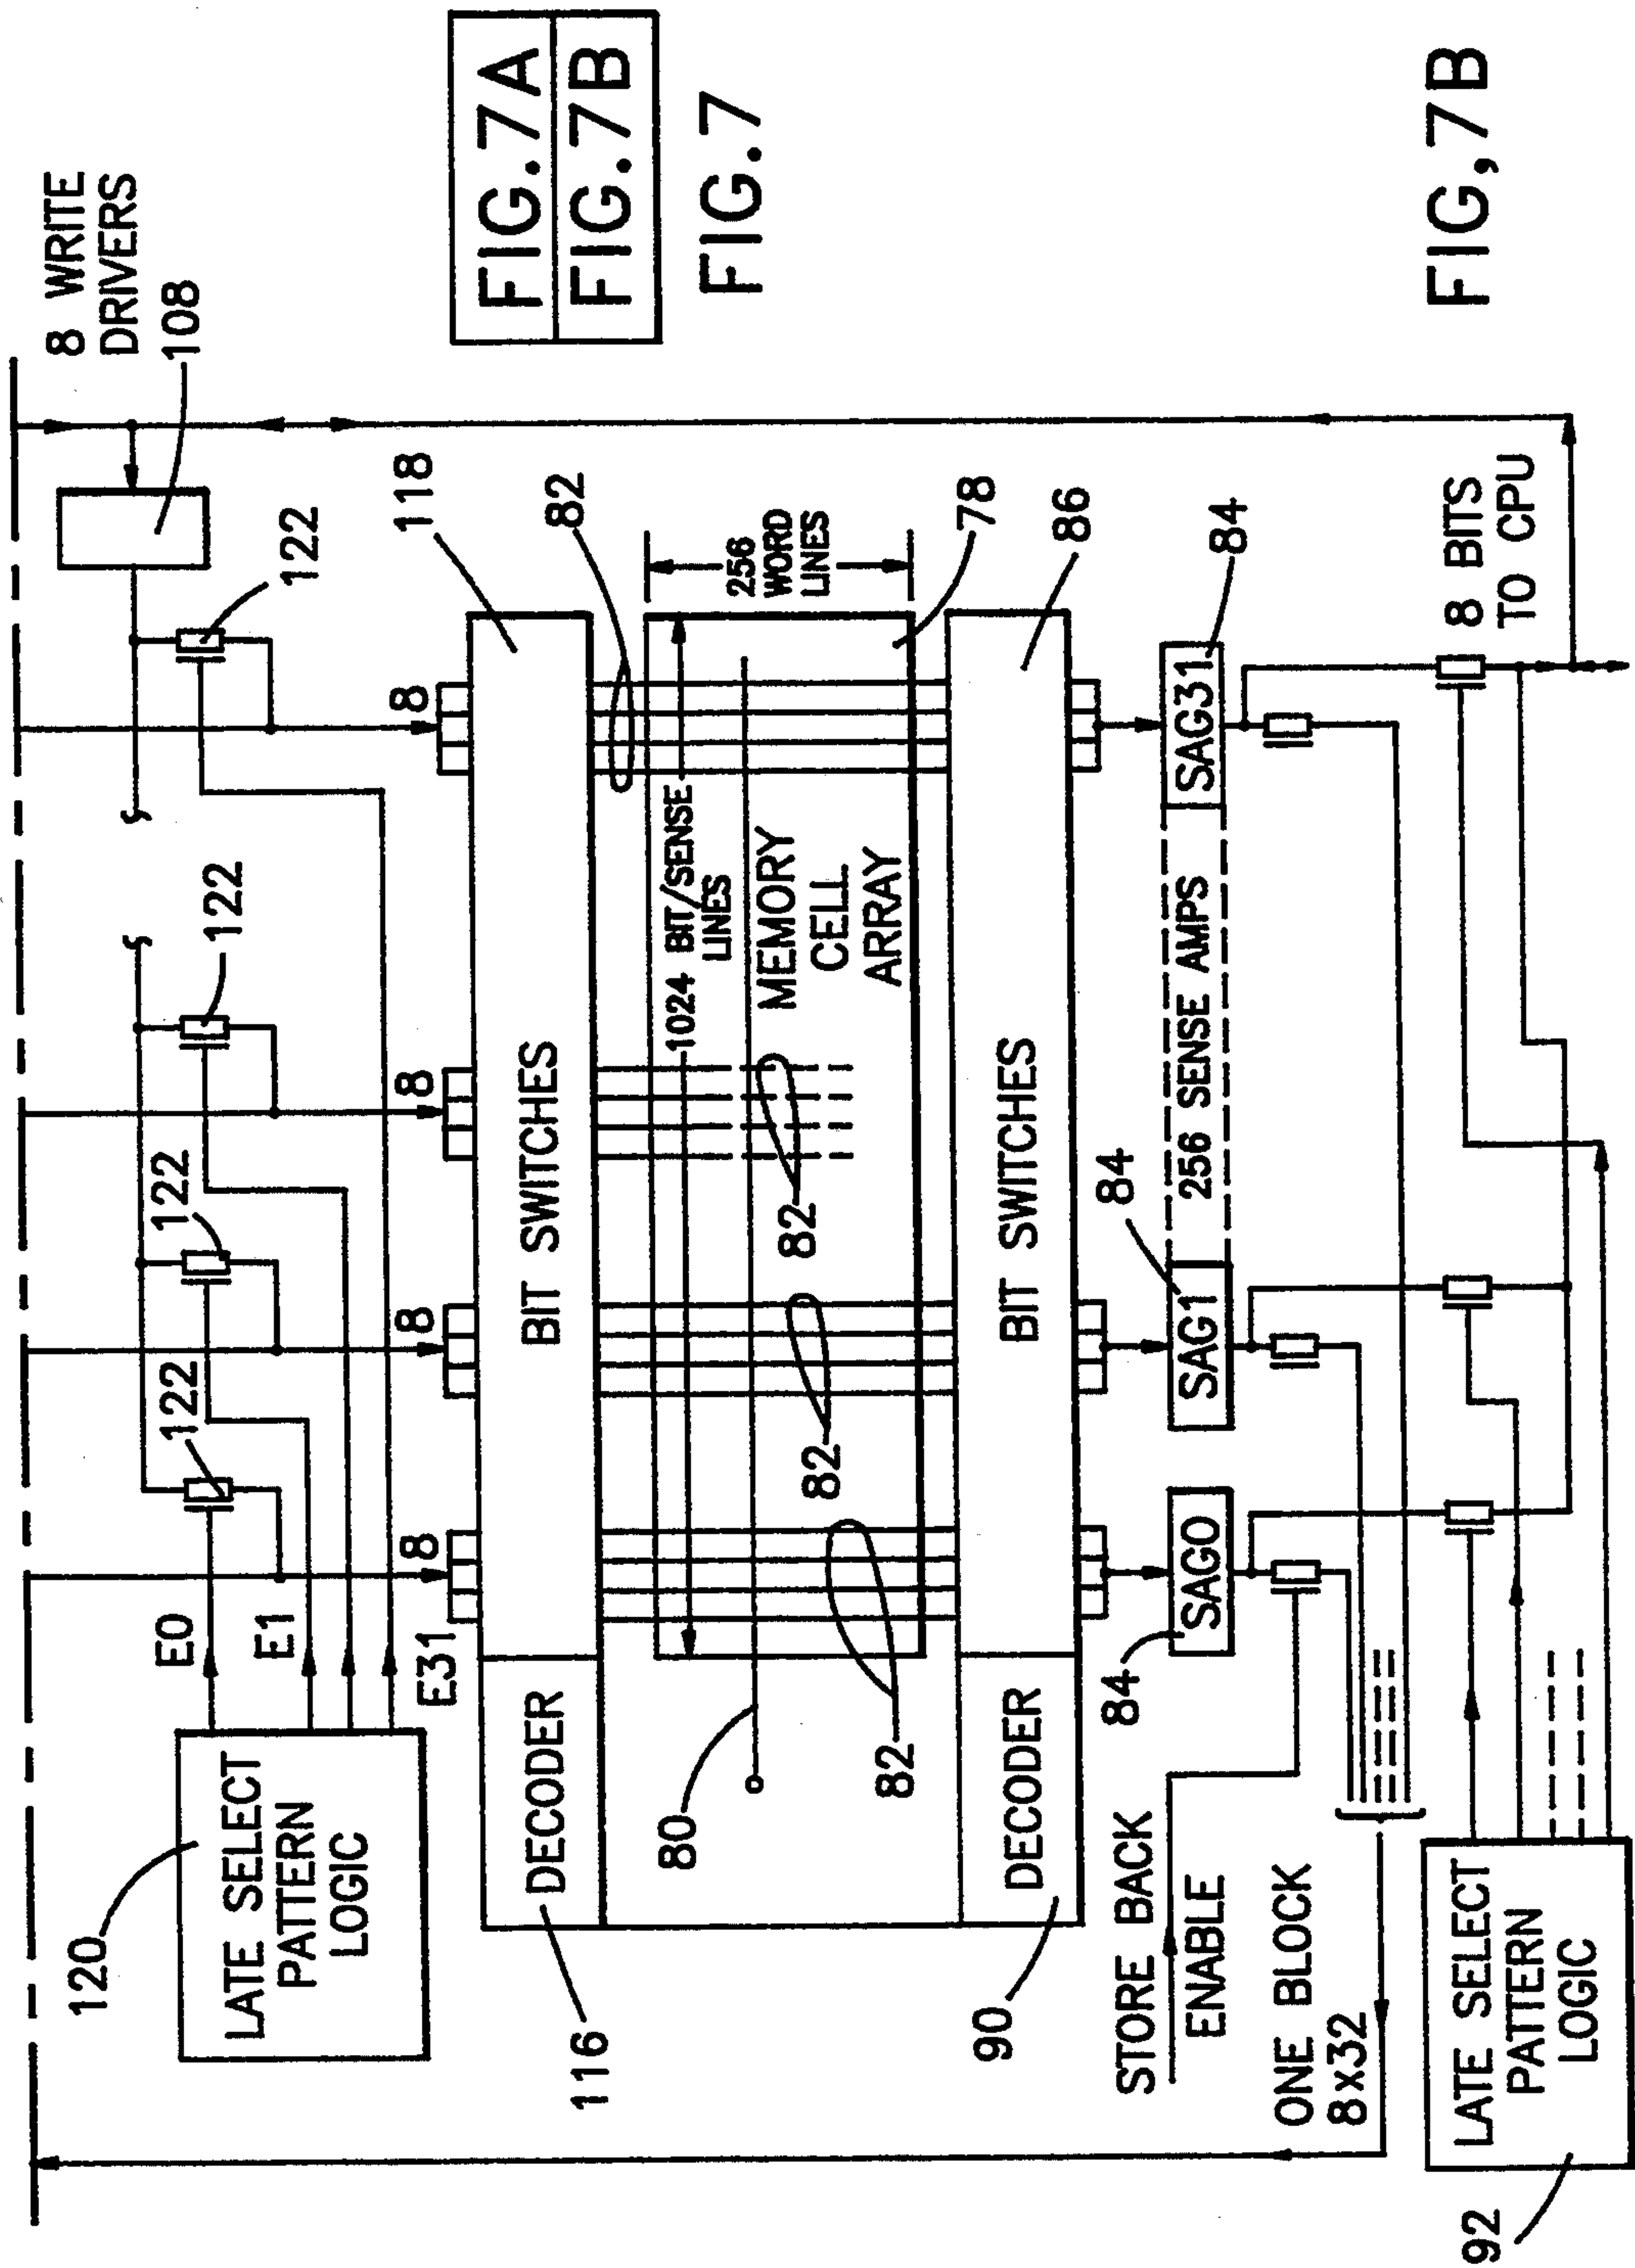 8 WRITE
DRIVERS
108
122
122
122
122
120
LATE SELECT
PATTERN
LOGIC
E0
E1
E31
8
8
8
8
118
116
DECODER
BIT SWITCHES
82
1024 BIT/SENSE
LINES
256
WORD
LINES
80
MEMORY
CELL
ARRAY
82
82
82
78
90
DECODER
BIT SWITCHES
86
STORE BACK
ENABLE
84
SAG0
84
SAG1
256 SENSE AMPS
SAG31
84
ONE BLOCK
8x32
92
LATE SELECT
PATTERN
LOGIC
8 BITS
TO CPU
FIG.7A
FIG.7B
FIG.7
FIG,7B